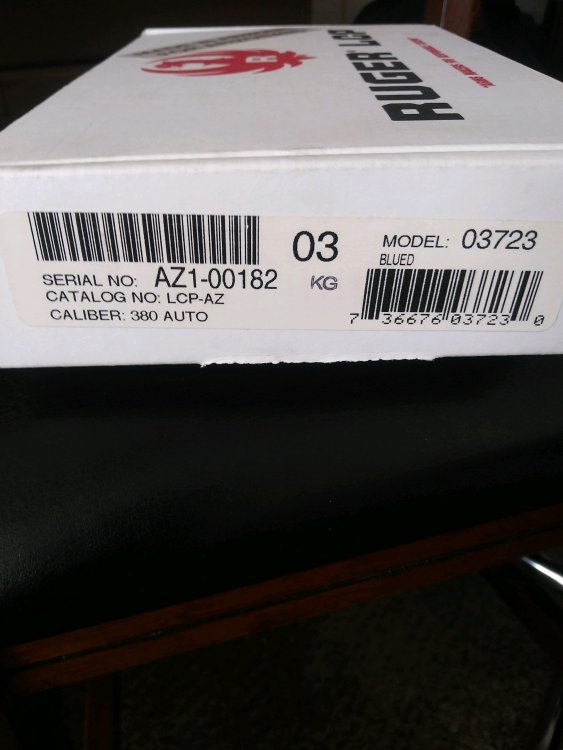 RUGER LCP
R
03
KG
SERIAL NO: AZ1-00182
CATALOG NO: LCP-AZ
CALIBER: 380 AUTO
MODEL: 03723
BLUED
7 36676 03723 0